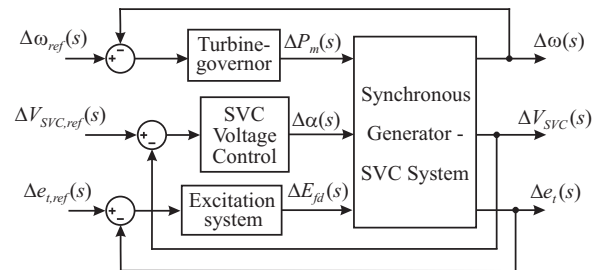 Δω_ref(s)
+
-
Turbine-
governor
ΔP_m(s)
Δω(s)
ΔV_SVC,ref(s)
+
-
SVC
Voltage
Control
Δα(s)
Synchronous
Generator -
SVC System
ΔV_SVC(s)
Δe_t,ref(s)
+
-
Excitation
system
ΔE_fd(s)
Δe_t(s)